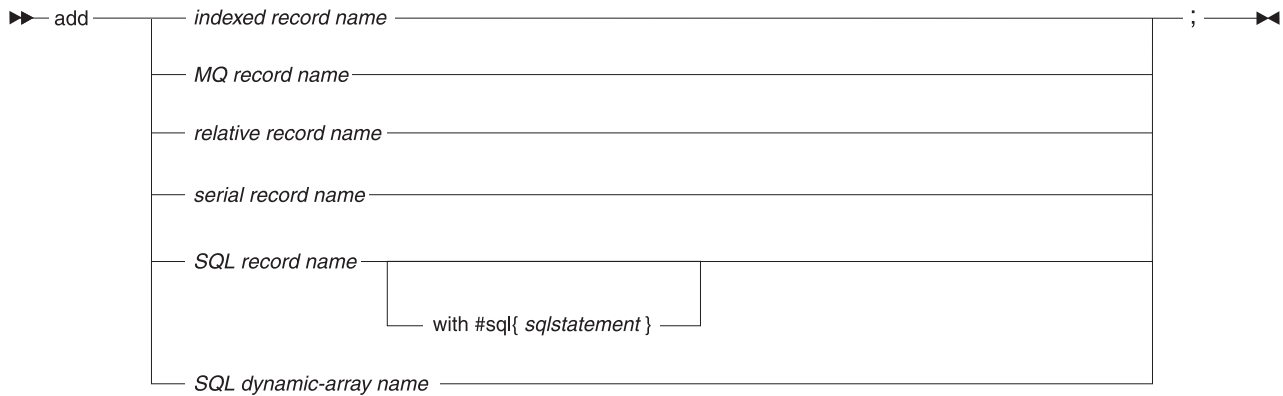 add indexed record name ;
MQ record name
relative record name
serial record name
SQL record name
with #sql{ sqlstatement }
SQL dynamic-array name